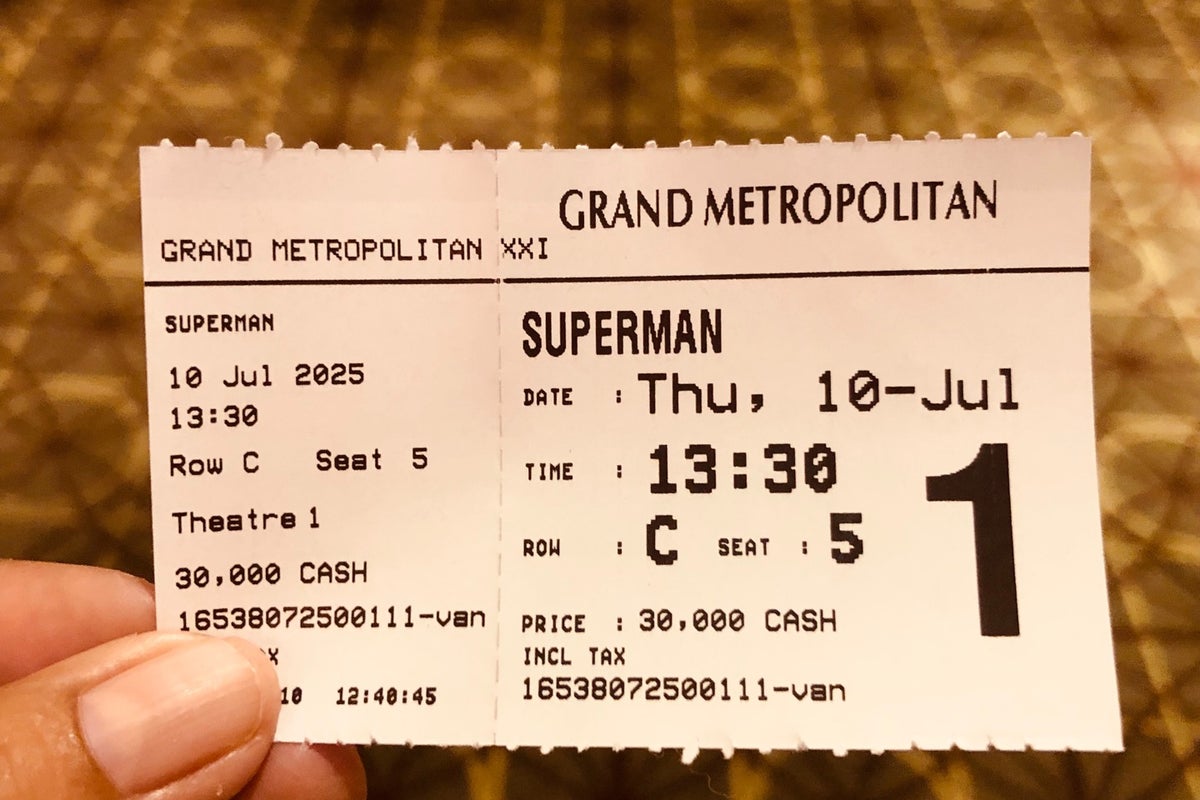 GRAND METROPOLITAN XXI
SUPERMAN
10 Jul 2025
13:30
Row C Seat 5
Theatre 1
30,000 CASH
16538072500111-van
12:40:45
GRAND METROPOLITAN
SUPERMAN
DATE : Thu, 10-Jul
TIME : 13:30
ROW : C SEAT : 5
1
PRICE : 30,000 CASH
INCL TAX
16538072500111-van